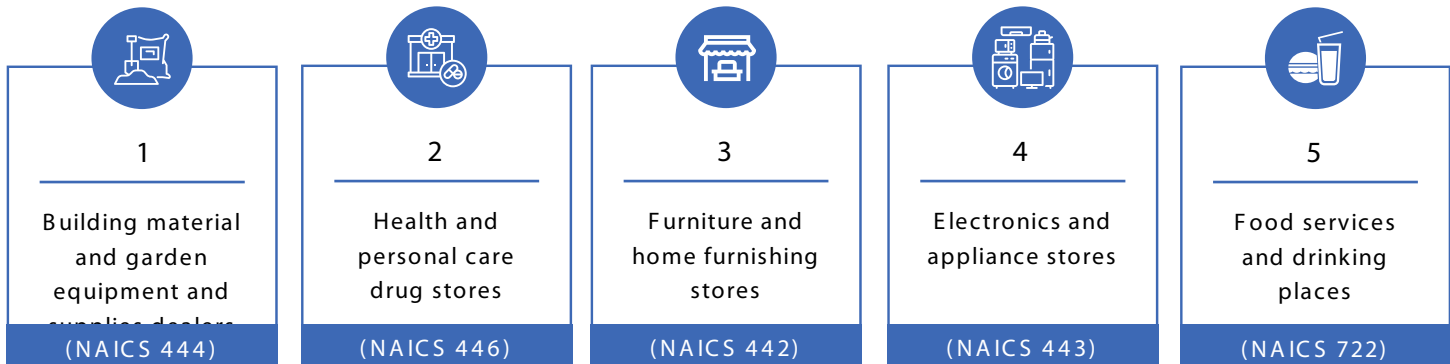 1
Building material
and garden
equipment and
supplies dealers
(NAICS 444)
2
Health and
personal care
drug stores
(NAICS 446)
3
Furniture and
home furnishing
stores
(NAICS 442)
4
Electronics and
appliance stores
(NAICS 443)
5
Food services
and drinking
places
(NAICS 722)